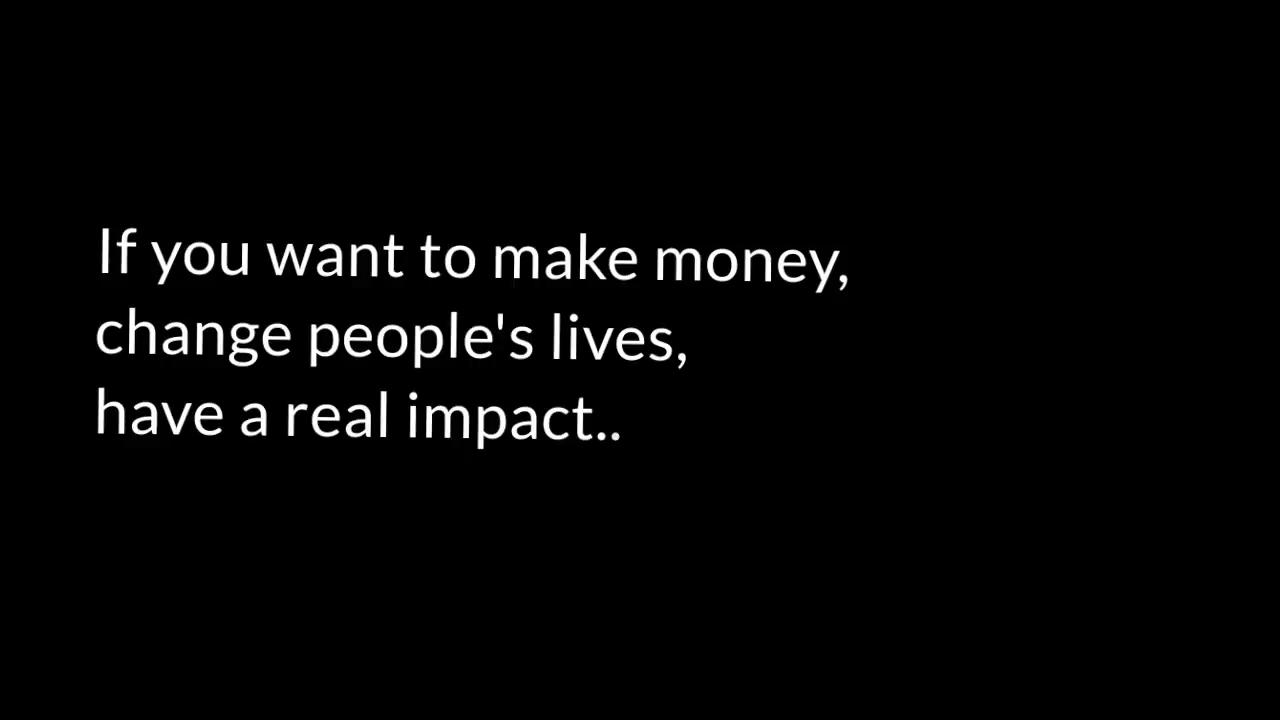 If you want to make money,
change people's lives,
have a real impact..